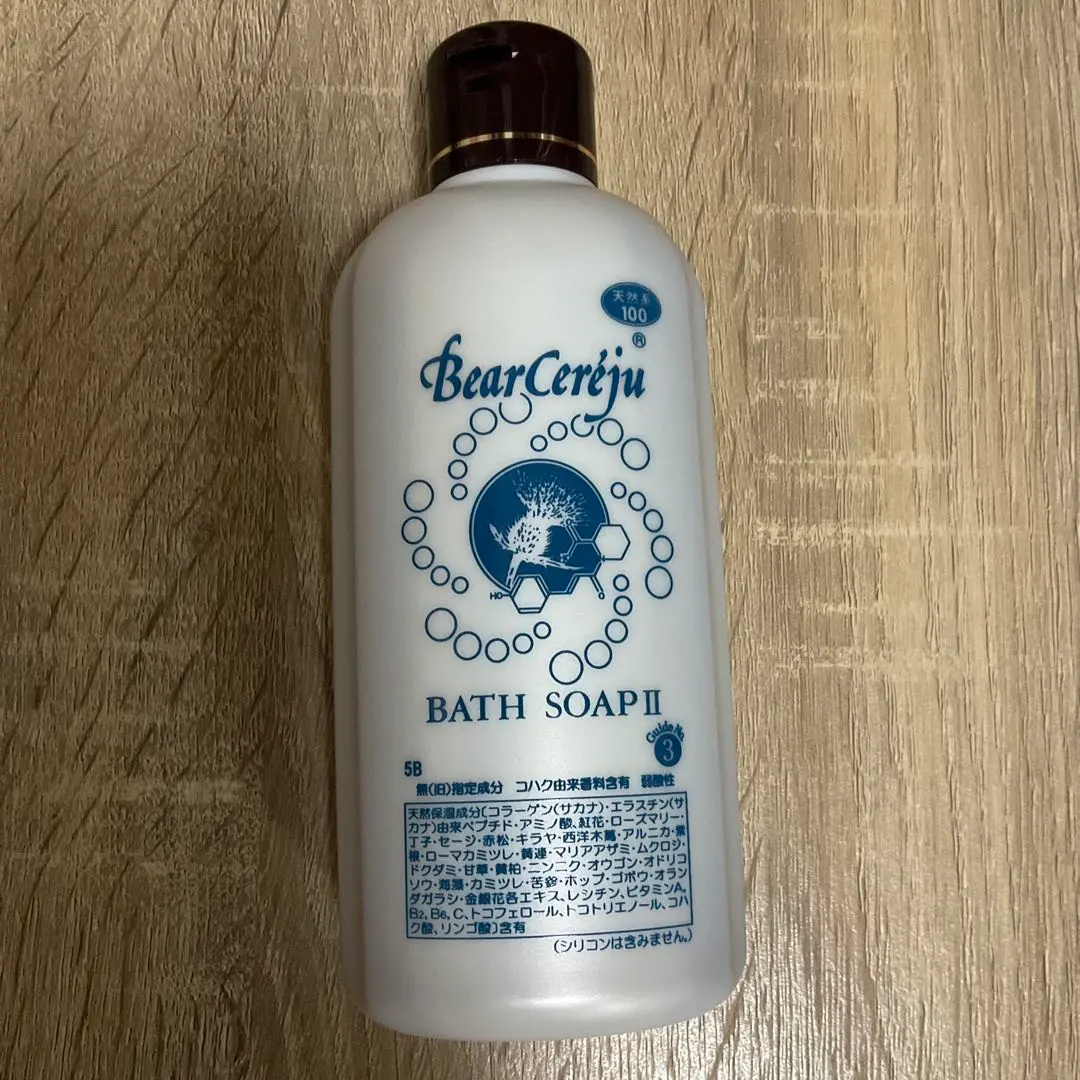 天然系
100
®
BearCeréju
HO
O
BATH SOAP II
Guide No.
3
5B
無(旧)指定成分 コハク由来香料含有 弱酸性
天然保湿成分〔コラーゲン(サカナ)・エラスチン(サ
カナ)由来ペプチド・アミノ酸、紅花・ローズマリー・
丁子・セージ・赤松・キラヤ・西洋木蔦・アルニカ・紫
根・ローマカミツレ・黄連・マリアアザミ・ムクロジ・
ドクダミ・甘草・黄柏・ニンニク・オウゴン・オドリコ
ソウ・海藻・カミツレ・苦参・ホップ・ゴボウ・オラン
ダガラシ・金銀花各エキス、レシチン、ビタミンA、
B2、B6、C、トコフェロール、トコトリエノール、コハ
ク酸、リンゴ酸〕含有
(シリコンは含みません。)